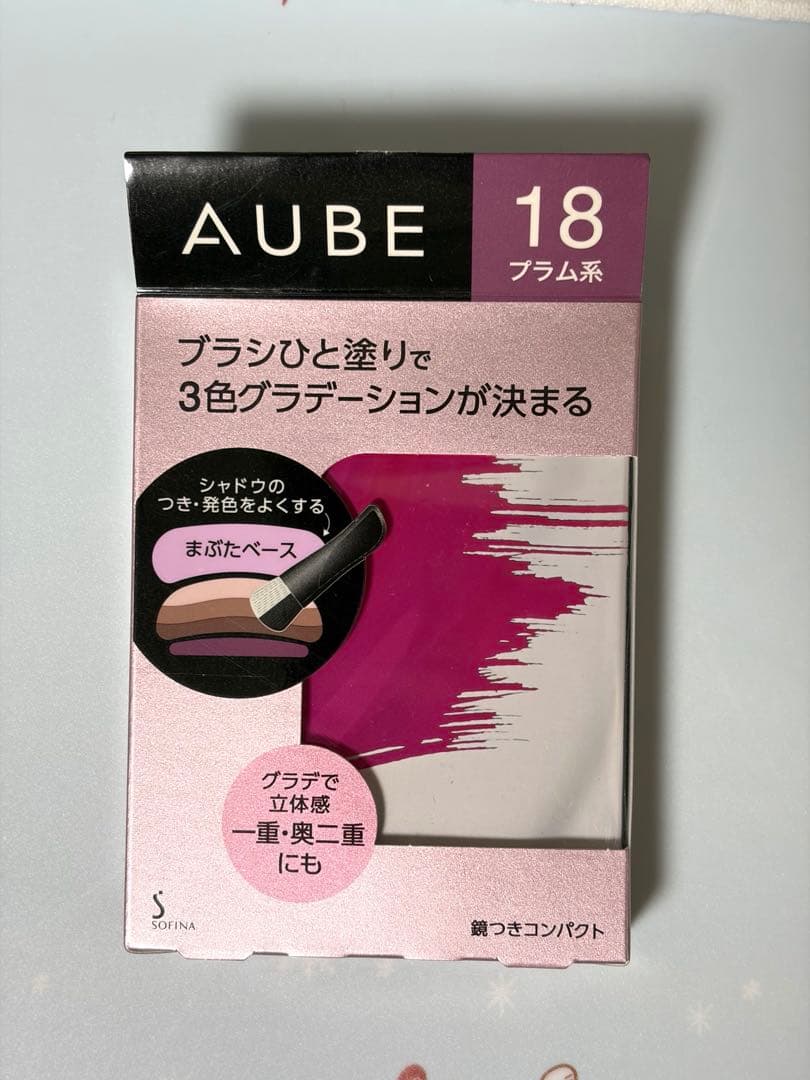 AUBE
18
プラム系
ブラシひと塗りで
3色グラデーションが決まる
シャドウの
つき・発色をよくする
まぶたベース
グラデで
立体感
一重・奥二重
にも
SOFINA
鏡つきコンパクト